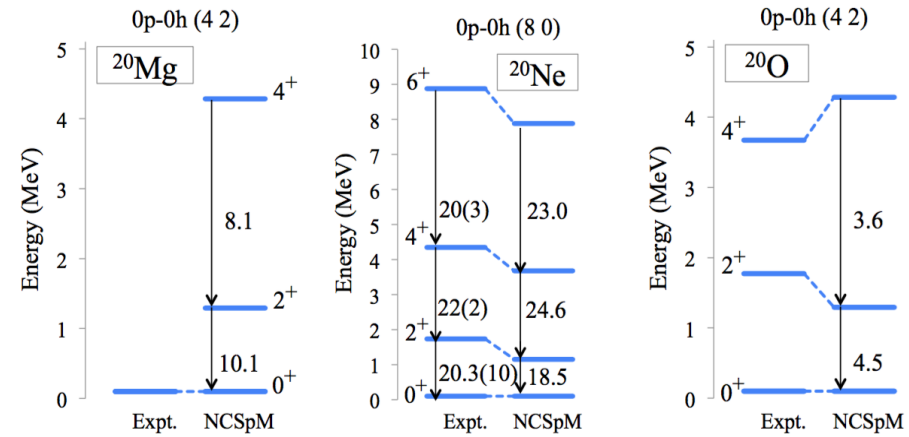 0p-0h (4 2)
²⁰Mg
Energy (MeV)
5
4
3
2
1
0
4⁺
8.1
2⁺
10.1
0⁺
Expt.
NCSpM
0p-0h (8 0)
²⁰Ne
Energy (MeV)
10
9
8
7
6
5
4
3
2
1
0
6⁺
20(3)
23.0
4⁺
22(2)
24.6
2⁺
20.3(10)
18.5
0⁺
Expt.
NCSpM
0p-0h (4 2)
²⁰O
Energy (MeV)
5
4
3
2
1
0
4⁺
3.6
2⁺
4.5
0⁺
Expt.
NCSpM